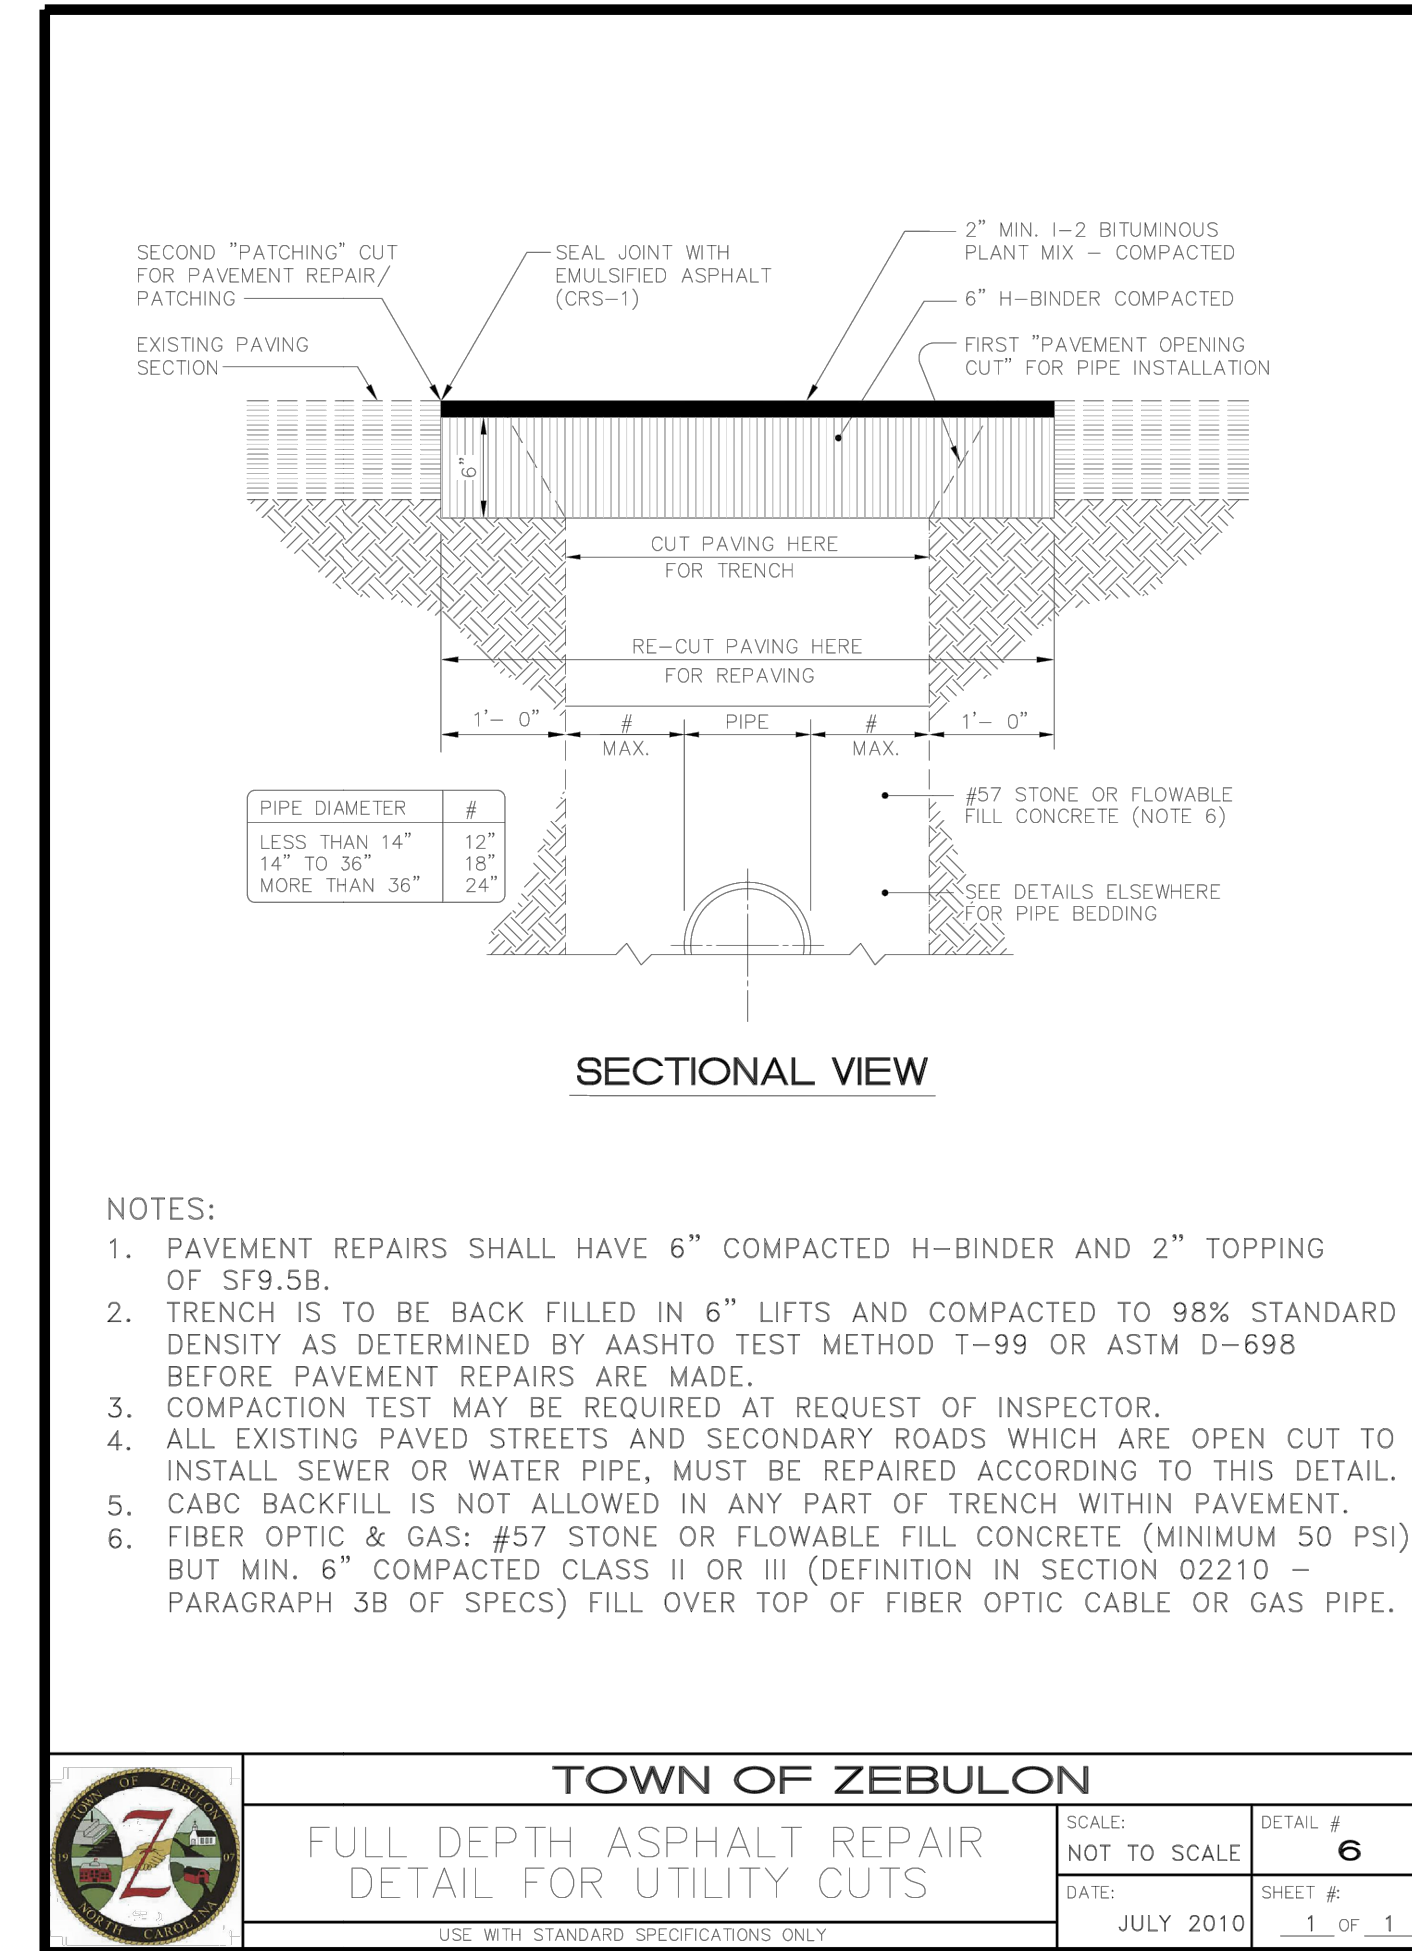 SECOND "PATCHING" CUT
FOR PAVEMENT REPAIR/
PATCHING
EXISTING PAVING
SECTION
SEAL JOINT WITH
EMULSIFIED ASPHALT
(CRS-1)
2" MIN. I-2 BITUMINOUS
PLANT MIX - COMPACTED
6" H-BINDER COMPACTED
FIRST "PAVEMENT OPENING
CUT" FOR PIPE INSTALLATION
6"
CUT PAVING HERE
FOR TRENCH
RE-CUT PAVING HERE
FOR REPAVING
1'- 0" # PIPE # 1'- 0"
MAX. MAX.
PIPE DIAMETER #
LESS THAN 14" 12"
14" TO 36" 18"
MORE THAN 36" 24"
#57 STONE OR FLOWABLE
FILL CONCRETE (NOTE 6)
SEE DETAILS ELSEWHERE
FOR PIPE BEDDING
SECTIONAL VIEW
NOTES:
1. PAVEMENT REPAIRS SHALL HAVE 6" COMPACTED H-BINDER AND 2" TOPPING
OF SF9.5B.
2. TRENCH IS TO BE BACK FILLED IN 6" LIFTS AND COMPACTED TO 98% STANDARD
DENSITY AS DETERMINED BY AASHTO TEST METHOD T-99 OR ASTM D-698
BEFORE PAVEMENT REPAIRS ARE MADE.
3. COMPACTION TEST MAY BE REQUIRED AT REQUEST OF INSPECTOR.
4. ALL EXISTING PAVED STREETS AND SECONDARY ROADS WHICH ARE OPEN CUT TO
INSTALL SEWER OR WATER PIPE, MUST BE REPAIRED ACCORDING TO THIS DETAIL.
5. CABC BACKFILL IS NOT ALLOWED IN ANY PART OF TRENCH WITHIN PAVEMENT.
6. FIBER OPTIC & GAS: #57 STONE OR FLOWABLE FILL CONCRETE (MINIMUM 50 PSI)
BUT MIN. 6" COMPACTED CLASS II OR III (DEFINITION IN SECTION 02210 -
PARAGRAPH 3B OF SPECS) FILL OVER TOP OF FIBER OPTIC CABLE OR GAS PIPE.
TOWN OF ZEBULON
19 Z 07
NORTH CAROLINA
TOWN OF ZEBULON
FULL DEPTH ASPHALT REPAIR
DETAIL FOR UTILITY CUTS
USE WITH STANDARD SPECIFICATIONS ONLY
SCALE:
NOT TO SCALE
DETAIL #
6
DATE:
JULY 2010
SHEET #:
1 OF 1